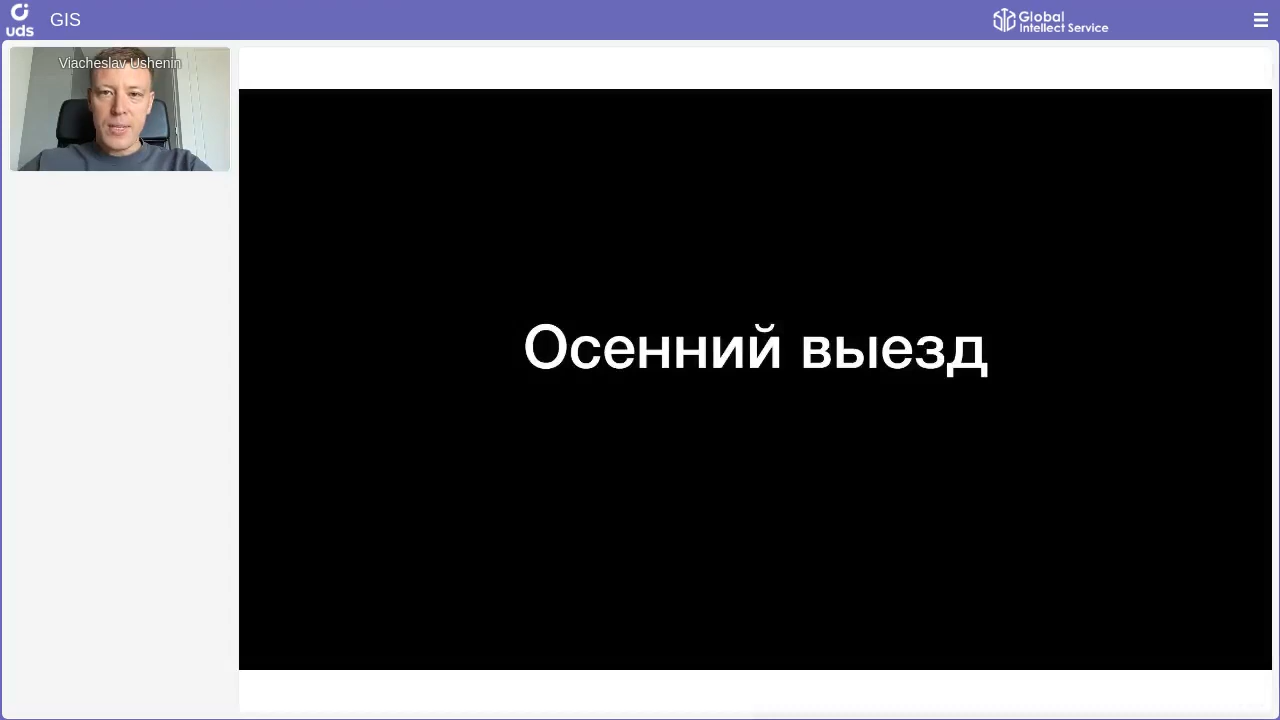 uds
GIS
Global
Intellect Service
Viacheslav Ushenin
Осенний выезд